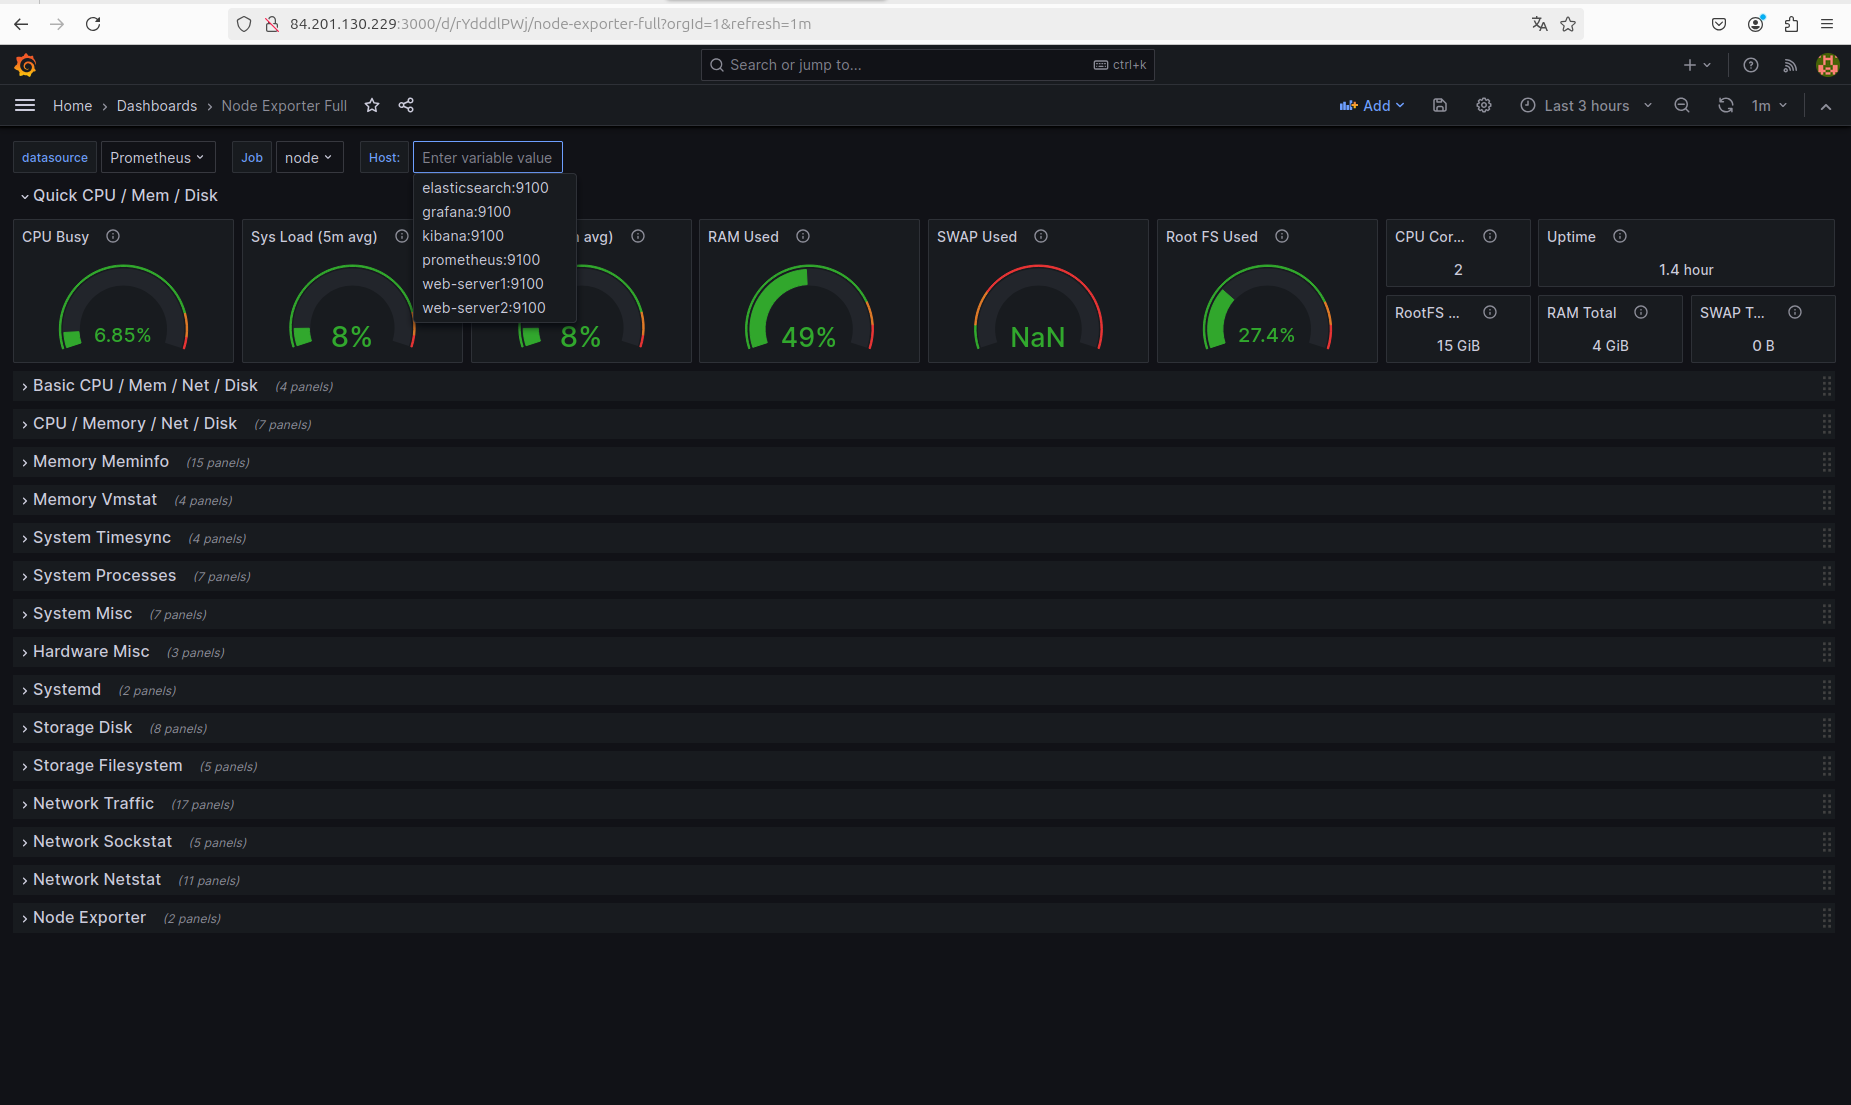 84.201.130.229:3000/d/rYdddlPWj/node-exporter-full?orgId=1&refresh=1m
Search or jump to...
ctrl+k
Home › Dashboards › Node Exporter Full
Add
Last 3 hours
1m
datasource
Prometheus
Job
node
Host:
Enter variable value
elasticsearch:9100
grafana:9100
kibana:9100
prometheus:9100
web-server1:9100
web-server2:9100
Quick CPU / Mem / Disk
CPU Busy
6.85%
Sys Load (5m avg)
8%
avg)
8%
RAM Used
49%
SWAP Used
NaN
Root FS Used
27.4%
CPU Cor...
2
Uptime
1.4 hour
RootFS ...
15 GiB
RAM Total
4 GiB
SWAP T...
0 B
Basic CPU / Mem / Net / Disk (4 panels)
CPU / Memory / Net / Disk (7 panels)
Memory Meminfo (15 panels)
Memory Vmstat (4 panels)
System Timesync (4 panels)
System Processes (7 panels)
System Misc (7 panels)
Hardware Misc (3 panels)
Systemd (2 panels)
Storage Disk (8 panels)
Storage Filesystem (5 panels)
Network Traffic (17 panels)
Network Sockstat (5 panels)
Network Netstat (11 panels)
Node Exporter (2 panels)